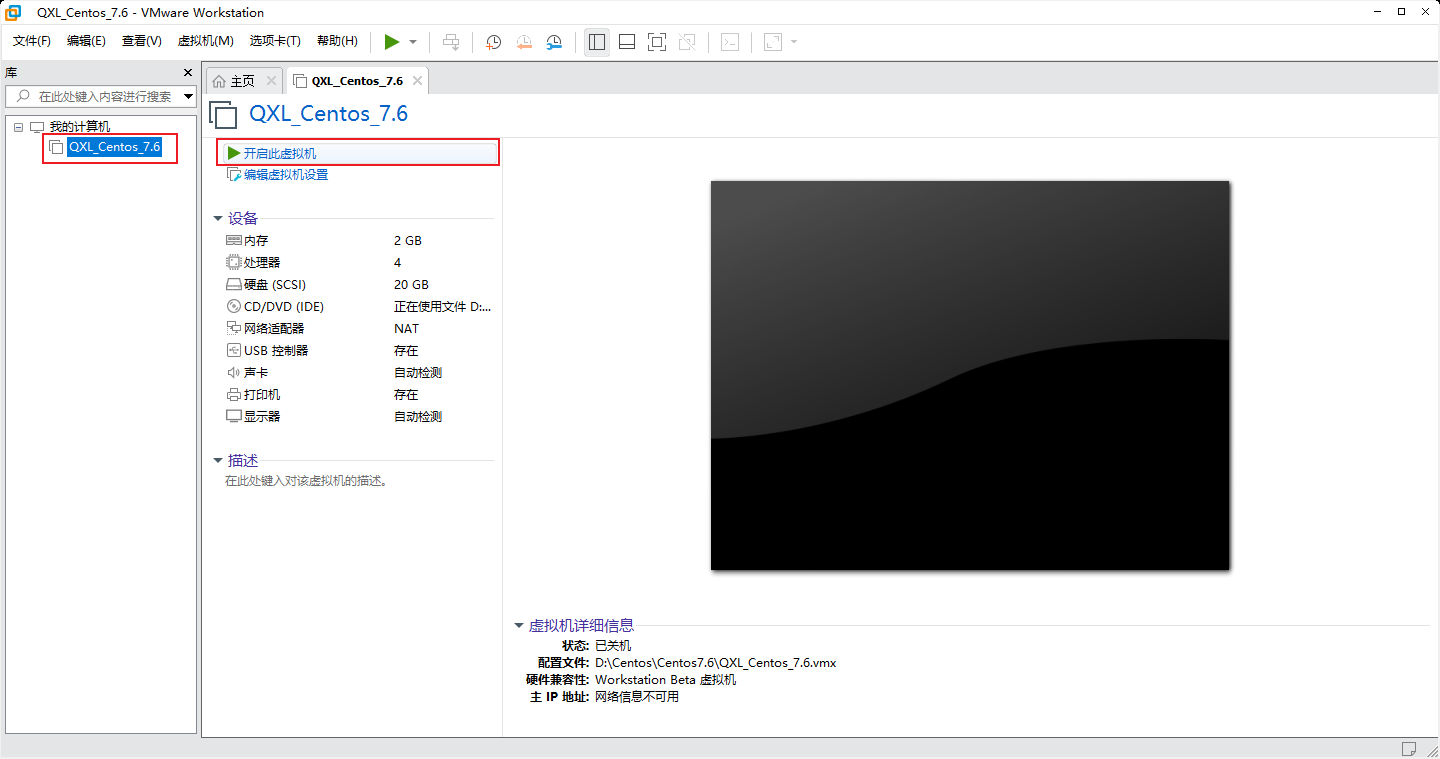 QXL_Centos_7.6 - VMware Workstation
文件(F) 编辑(E) 查看(V) 虚拟机(M) 选项卡(T) 帮助(H)
库
在此处键入内容进行搜索
我的计算机
QXL_Centos_7.6
主页 QXL_Centos_7.6
QXL_Centos_7.6
开启此虚拟机
编辑虚拟机设置
设备
内存 2 GB
处理器 4
硬盘 (SCSI) 20 GB
CD/DVD (IDE) 正在使用文件 D:...
网络适配器 NAT
USB 控制器 存在
声卡 自动检测
打印机 存在
显示器 自动检测
描述
在此处键入对该虚拟机的描述。
虚拟机详细信息
状态: 已关机
配置文件: D:\Centos\Centos7.6\QXL_Centos_7.6.vmx
硬件兼容性: Workstation Beta 虚拟机
主 IP 地址: 网络信息不可用